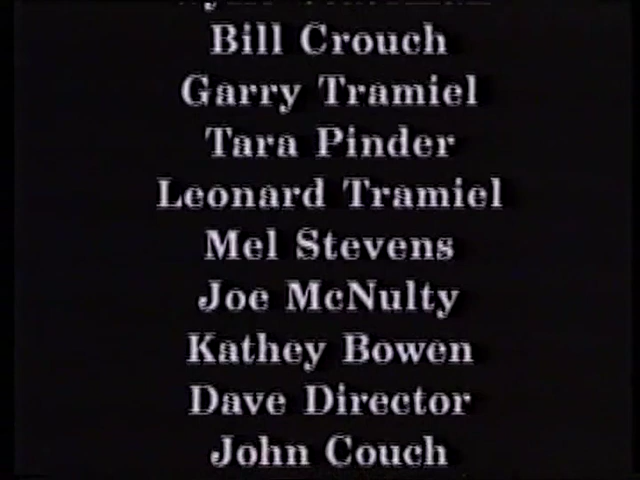 Bill Crouch
Garry Tramiel
Tara Pinder
Leonard Tramiel
Mel Stevens
Joe McNulty
Kathey Bowen
Dave Director
John Couch